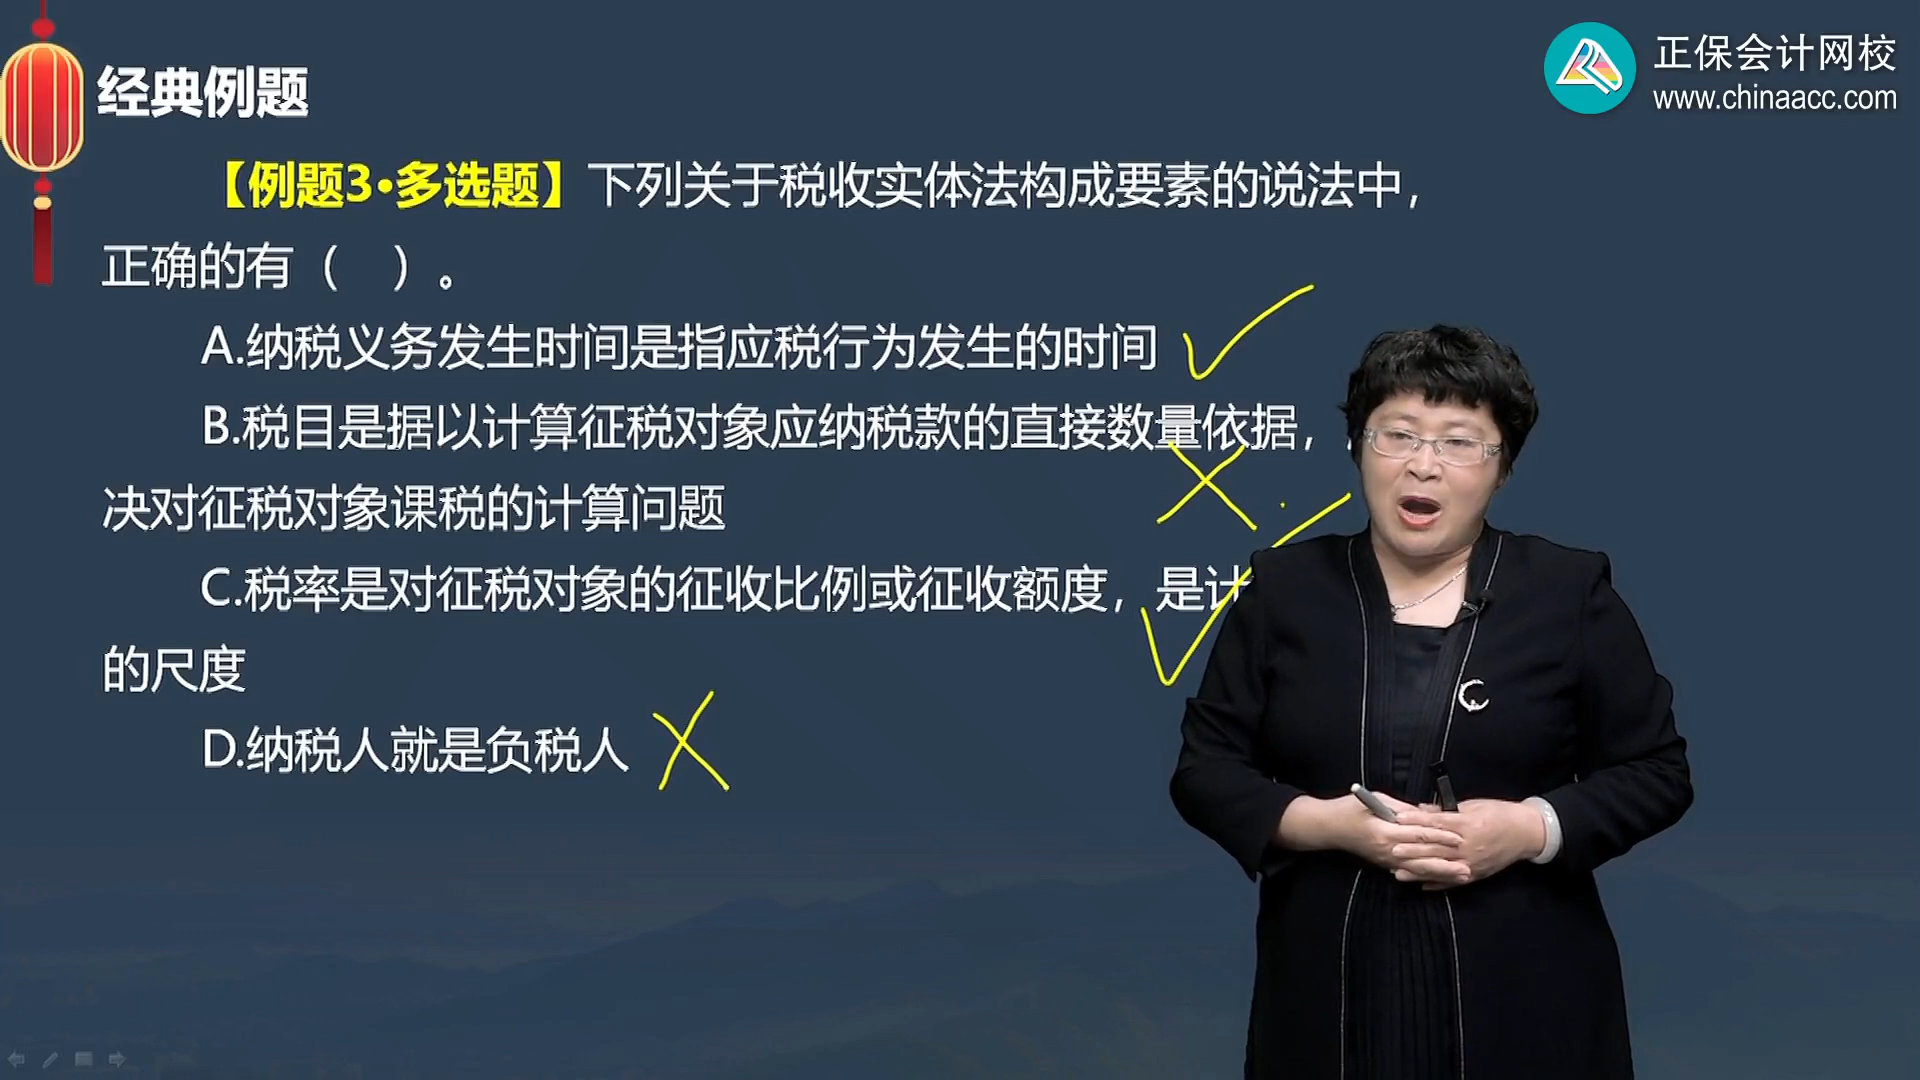 正保会计网校
www.chinaacc.com
经典例题
【例题3•多选题】下列关于税收实体法构成要素的说法中，
正确的有（ ）。
A.纳税义务发生时间是指应税行为发生的时间
B.税目是据以计算征税对象应纳税款的直接数量依据，
决对征税对象课税的计算问题
C.税率是对征税对象的征收比例或征收额度，是计
的尺度
D.纳税人就是负税人